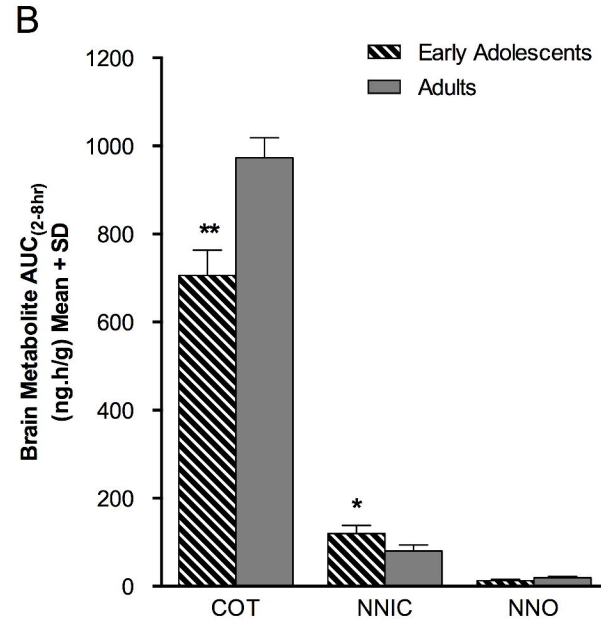 B
Early Adolescents
Adults
Brain Metabolite AUC(2-8hr)
(ng.h/g) Mean + SD
1200
1000
800
600
400
200
0
**
*
COT NNIC NNO